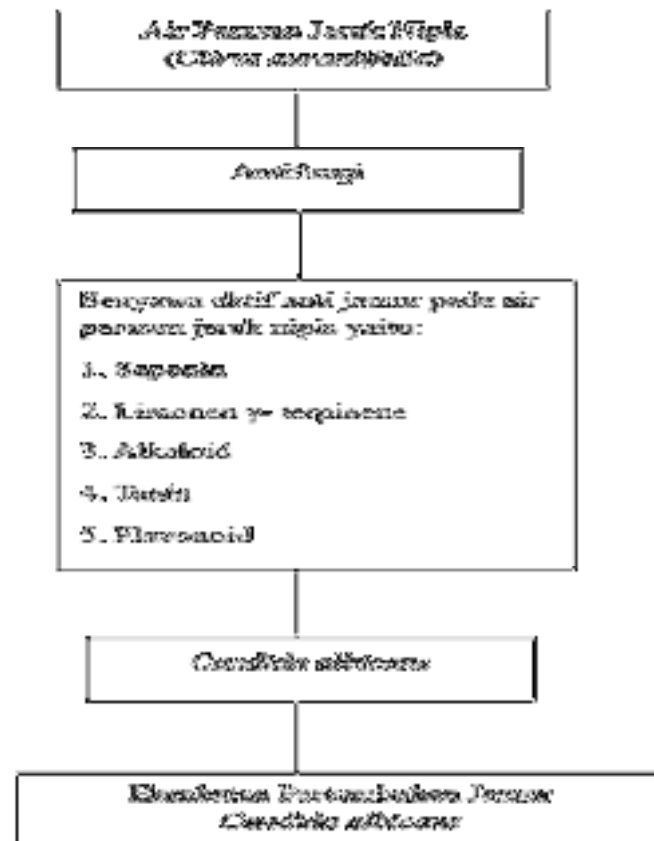 Air Perasan Jeruk Nipis
(Citrus aurantifolia)
Antifungi
Senyawa aktif anti jamur pada air
perasan jeruk nipis yaitu:
1. Saponin
2. Limonen γ- terpinene
3. Alkaloid
4. Tanin
5. Flavonoid
Candida albicans
Pertumbuhan Jamur
Candida albicans